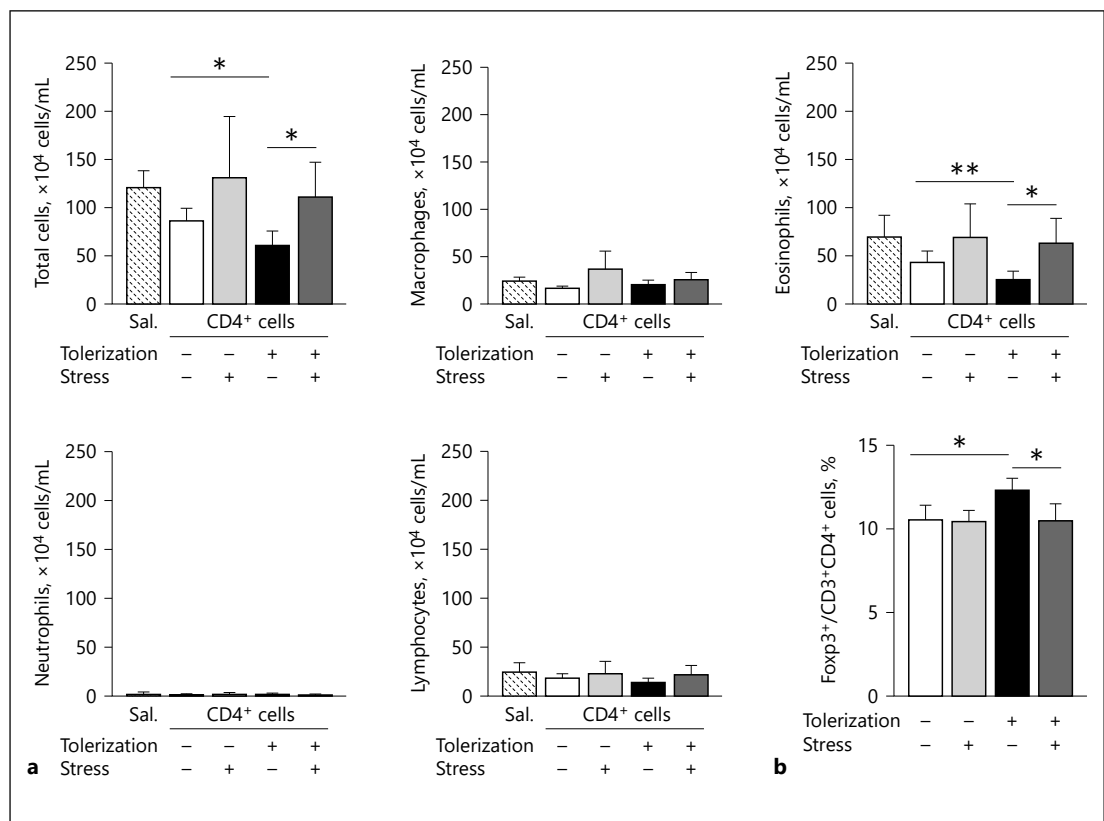 Total cells, ×10⁴ cells/mL
250
200
150
100
50
0
*
*
Sal.
CD4⁺ cells
Tolerization – – + +
Stress – + – +
Macrophages, ×10⁴ cells/mL
250
200
150
100
50
0
Sal.
CD4⁺ cells
Tolerization – – + +
Stress – + – +
Eosinophils, ×10⁴ cells/mL
250
200
150
100
50
0
**
*
Sal.
CD4⁺ cells
Tolerization – – + +
Stress – + – +
Neutrophils, ×10⁴ cells/mL
250
200
150
100
50
0
Sal.
CD4⁺ cells
Tolerization – – + +
Stress – + – +
a
Lymphocytes, ×10⁴ cells/mL
250
200
150
100
50
0
Sal.
CD4⁺ cells
Tolerization – – + +
Stress – + – +
Foxp3⁺/CD3⁺CD4⁺ cells, %
15
10
5
0
*
*
Tolerization – – + +
Stress – + – +
b